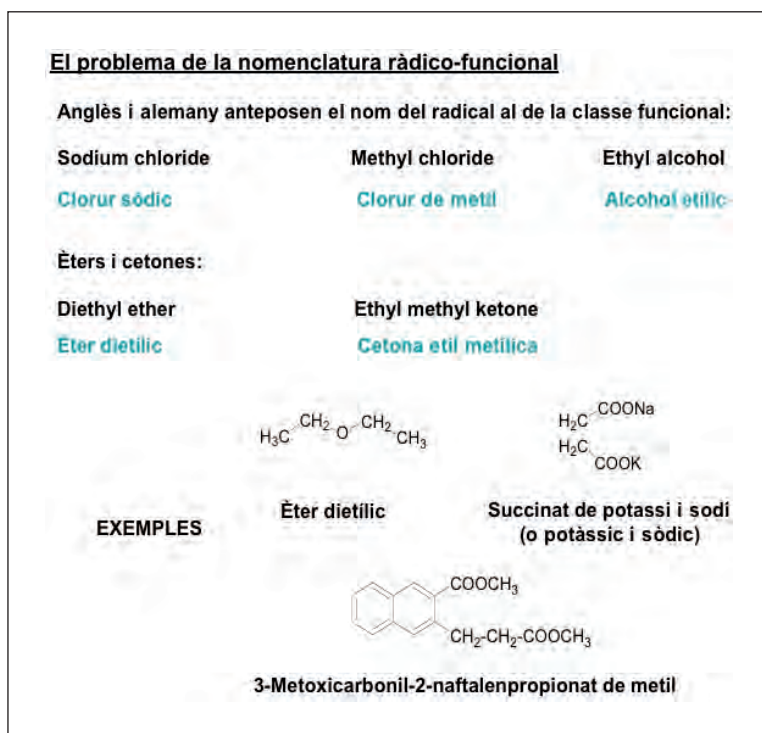 El problema de la nomenclatura ràdico-funcional
Anglès i alemany anteposen el nom del radical al de la classe funcional:
Sodium chloride Methyl chloride Ethyl alcohol
Clorur sòdic Clorur de metil Alcohol etílic
Èters i cetones:
Diethyl ether Ethyl methyl ketone
Èter dietílic Cetona etil metílica
H₃C CH₂ O CH₂ CH₃
H₂C COONa
H₂C COOK
EXEMPLES
Èter dietílic
Succinat de potassi i sodi
(o potàssic i sòdic)
COOCH₃
CH₂-CH₂-COOCH₃
3-Metoxicarbonil-2-naftalenpropionat de metil